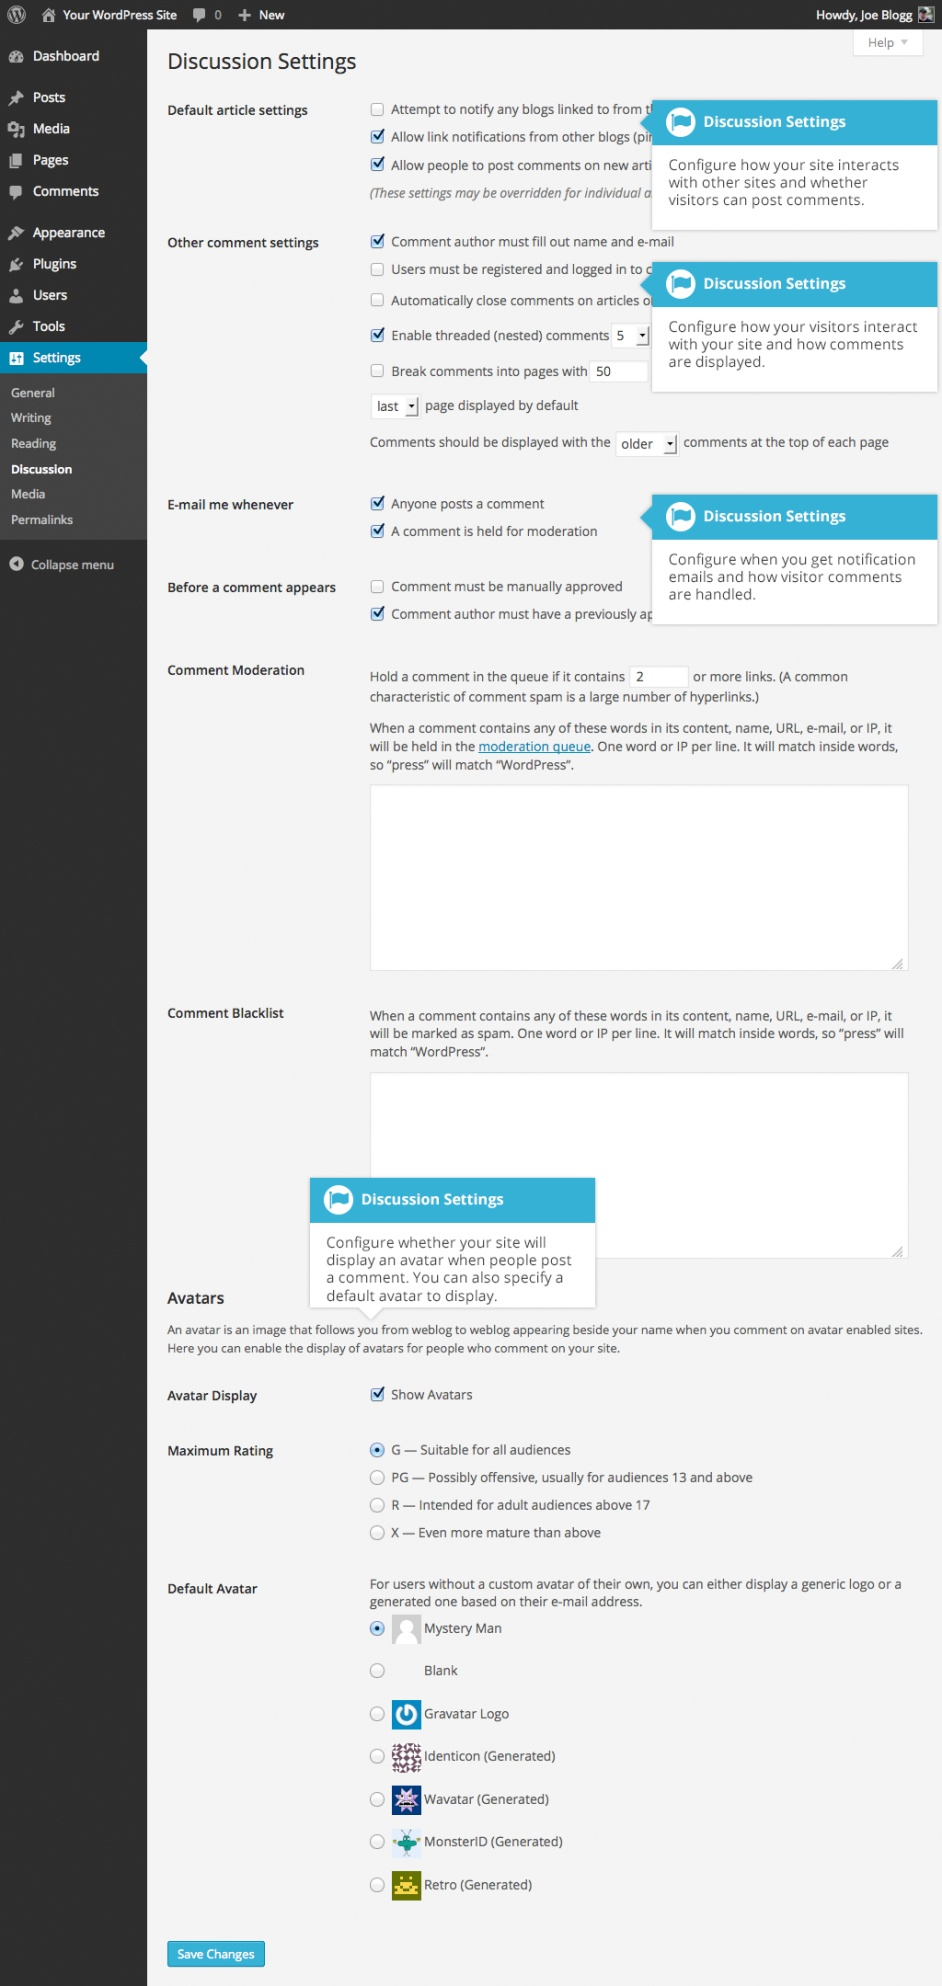 Your WordPress Site 0 New Howdy, Joe Blogg
Help
Dashboard
Posts
Media
Pages
Comments
Appearance
Plugins
Users
Tools
Settings
General
Writing
Reading
Discussion
Media
Permalinks
Collapse menu
Discussion Settings
Default article settings
Attempt to notify any blogs linked to from
Allow link notifications from other blogs
Allow people to post comments on new
(These settings may be overridden for individual
Discussion Settings
Configure how your site interacts
with other sites and whether
visitors can post comments.
Other comment settings
Comment author must fill out name and e-mail
Users must be registered and logged in to
Automatically close comments on articles
Enable threaded (nested) comments 5
Break comments into pages with 50
last page displayed by default
Comments should be displayed with the older comments at the top of each page
Discussion Settings
Configure how your visitors interact
with your site and how comments
are displayed.
E-mail me whenever
Anyone posts a comment
A comment is held for moderation
Before a comment appears
Comment must be manually approved
Comment author must have a previously
Discussion Settings
Configure when you get notification
emails and how visitor comments
are handled.
Comment Moderation
Hold a comment in the queue if it contains 2 or more links. (A common
characteristic of comment spam is a large number of hyperlinks.)
When a comment contains any of these words in its content, name, URL, e-mail, or IP, it
will be held in the moderation queue. One word or IP per line. It will match inside words,
so “press” will match “WordPress”.
Comment Blacklist
When a comment contains any of these words in its content, name, URL, e-mail, or IP, it
will be marked as spam. One word or IP per line. It will match inside words, so “press” will
match “WordPress”.
Discussion Settings
Configure whether your site will
display an avatar when people post
a comment. You can also specify a
default avatar to display.
Avatars
An avatar is an image that follows you from weblog to weblog appearing beside your name when you comment on avatar enabled sites.
Here you can enable the display of avatars for people who comment on your site.
Avatar Display
Show Avatars
Maximum Rating
G — Suitable for all audiences
PG — Possibly offensive, usually for audiences 13 and above
R — Intended for adult audiences above 17
X — Even more mature than above
Default Avatar
For users without a custom avatar of their own, you can either display a generic logo or a
generated one based on their e-mail address.
Mystery Man
Blank
Gravatar Logo
Identicon (Generated)
Wavatar (Generated)
MonsterID (Generated)
Retro (Generated)
Save Changes